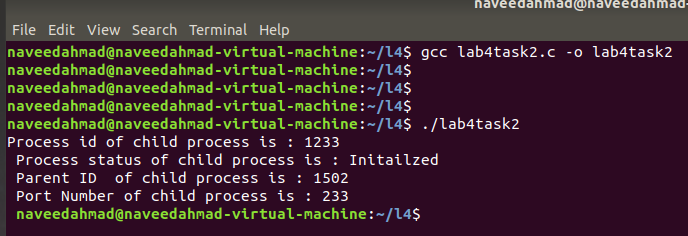 naveedahmad@naveedahmad-
File Edit View Search Terminal Help
naveedahmad@naveedahmad-virtual-machine:~/l4$ gcc lab4task2.c -o lab4task2
naveedahmad@naveedahmad-virtual-machine:~/l4$
naveedahmad@naveedahmad-virtual-machine:~/l4$
naveedahmad@naveedahmad-virtual-machine:~/l4$
naveedahmad@naveedahmad-virtual-machine:~/l4$ ./lab4task2
Process id of child process is : 1233
 Process status of child process is : Initailzed
 Parent ID  of child process is : 1502
 Port Number of child process is : 233
 naveedahmad@naveedahmad-virtual-machine:~/l4$